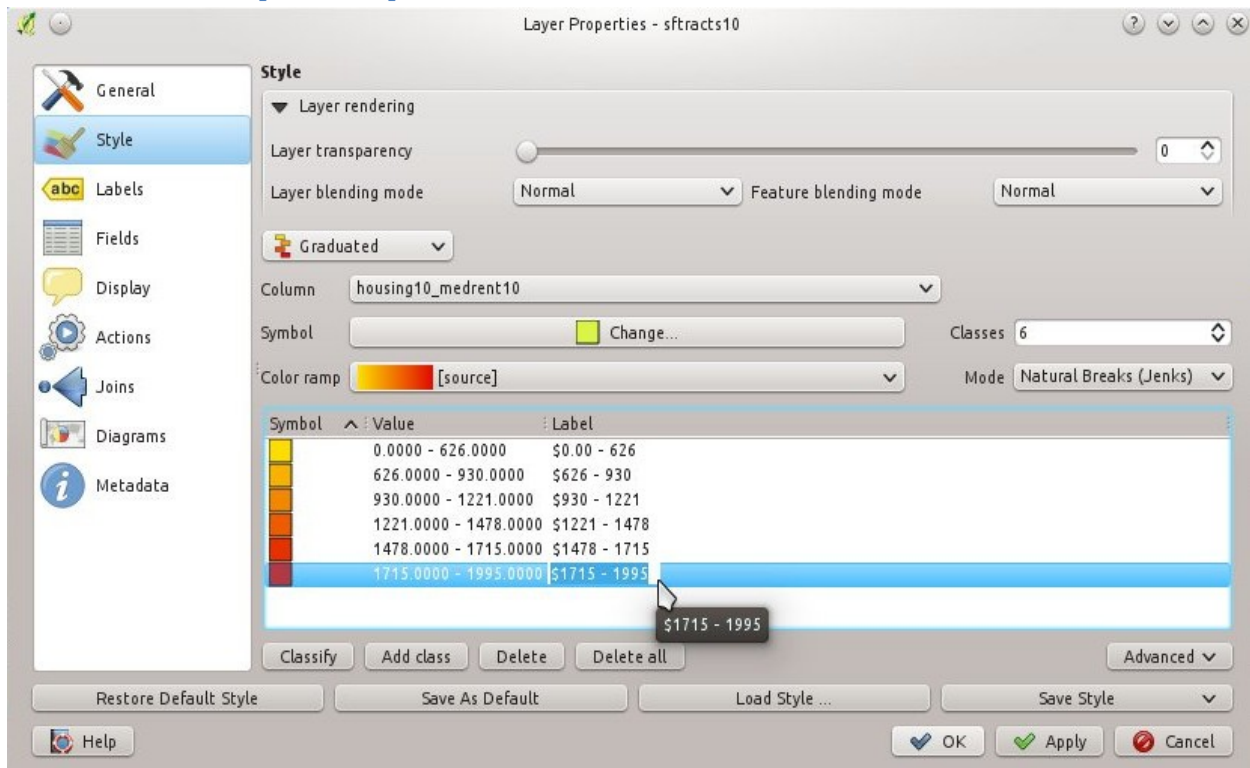 Layer Properties - sftracts10
?
General
Style
abc Labels
Fields
Display
Actions
Joins
Diagrams
i Metadata
Style
Layer rendering
Layer transparency 0
Layer blending mode Normal Feature blending mode Normal
Graduated
Column housing10_medrent10
Symbol Change... Classes 6
Color ramp [source] Mode Natural Breaks (Jenks)
Symbol Value Label
0.0000 - 626.0000 $0.00 - 626
626.0000 - 930.0000 $626 - 930
930.0000 - 1221.0000 $930 - 1221
1221.0000 - 1478.0000 $1221 - 1478
1478.0000 - 1715.0000 $1478 - 1715
1715.0000 - 1995.0000 $1715 - 1995
$1715 - 1995
Classify Add class Delete Delete all Advanced
Restore Default Style Save As Default Load Style ... Save Style
Help OK Apply Cancel